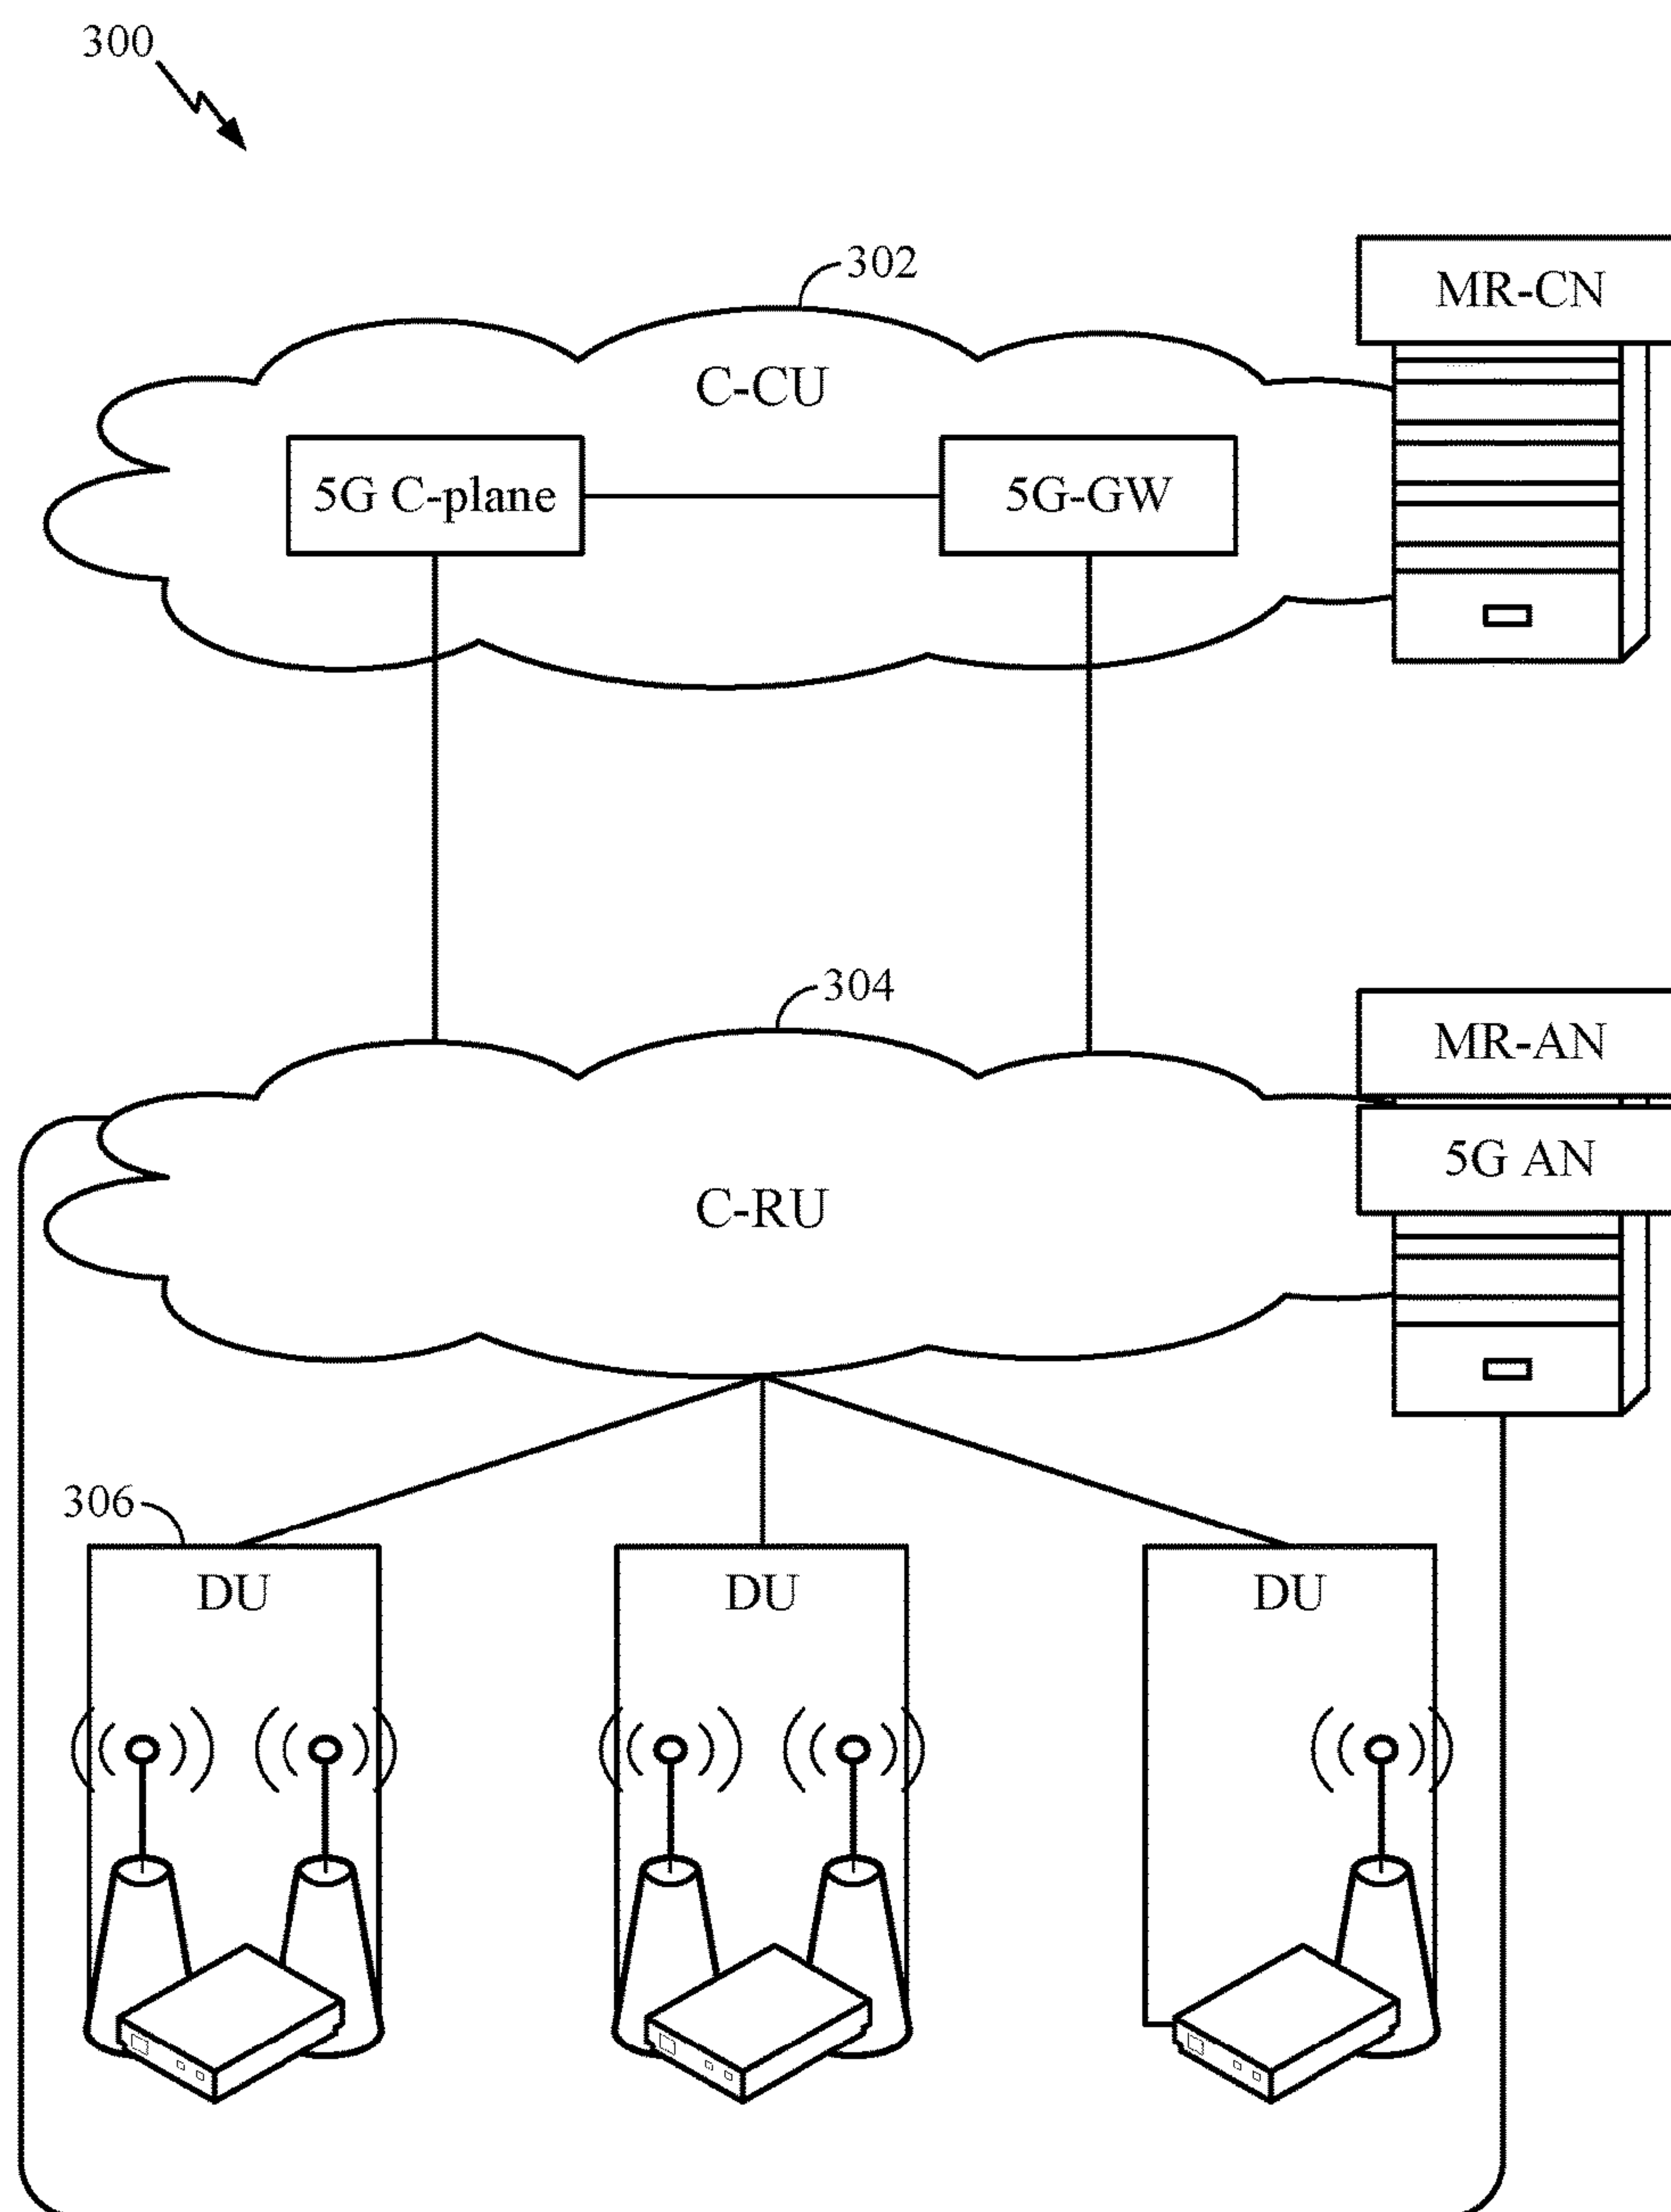 300
302
MR-CN
C-CU
5G C-plane
5G-GW
304
MR-AN
5G AN
C-RU
306
DU
DU
DU